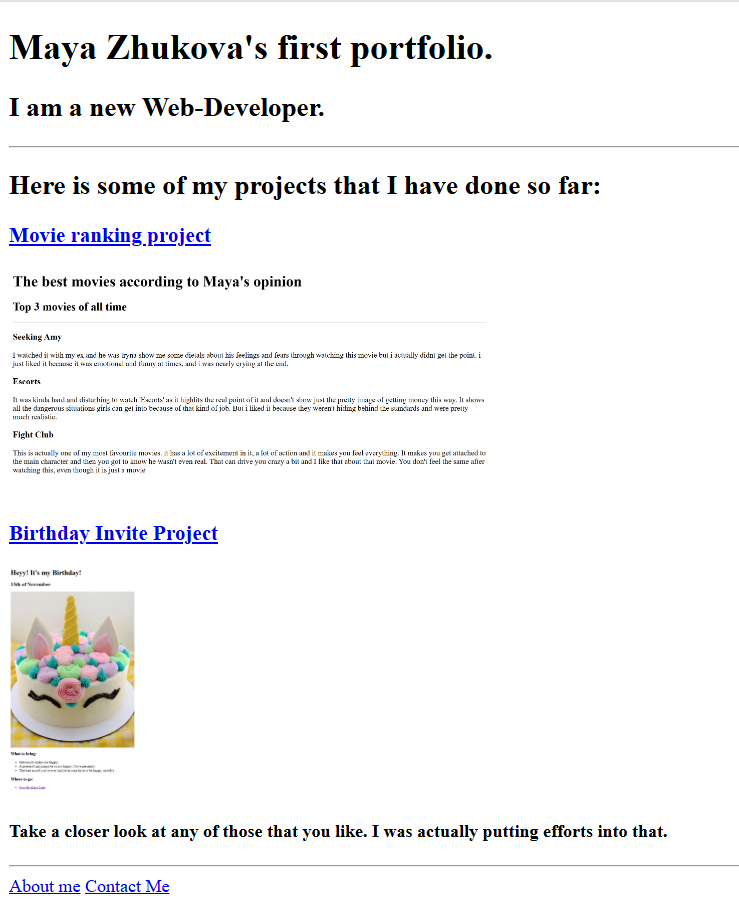 Maya Zhukova's first portfolio.
I am a new Web-Developer.
Here is some of my projects that I have done so far:
Movie ranking project
The best movies according to Maya's opinion
Top 3 movies of all time
Seeking Amy
I watched it with my ex and he was tryna show me some dietals about his feelings and fears through watching this movie but i actually didnt get the point. i
just liked it because it was emotional and funny at times, and i was nearly crying at the end.
Escorts
It was kinda hard and disturbing to watch 'Escorts' as it highlits the real point of it and doesn't show just the pretty image of getting money this way. It shows
all the dangerous situations girls can get into because of that kind of job. But i liked it because they weren't hiding behind the standards and were pretty
much realistic.
Fight Club
This is actually one of my most favourite movies. it has a lot of excitement in it, a lot of action and it makes you feel everything. It makes you get attached to
the main character and then you got to know he wasn't even real. That can drive you crazy a bit and I like that about that movie. You don't feel the same after
watching this, even though it is just a movie
Birthday Invite Project
Heyy! It's my Birthday!
of November
What to bring:
Where to go:
Take a closer look at any of those that you like. I was actually putting efforts into that.
About me Contact Me